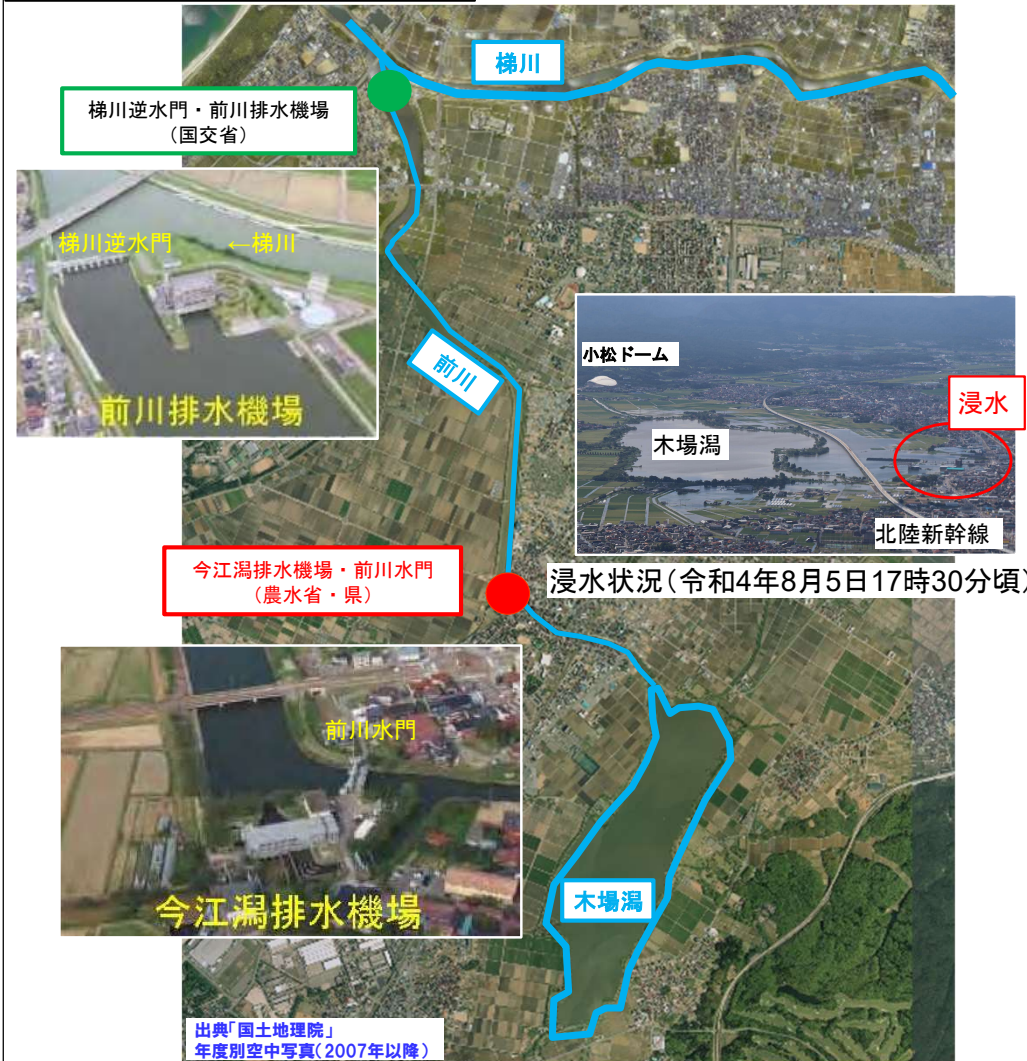 梯川
梯川逆水門・前川排水機場
(国交省)
梯川逆水門
←梯川
前川排水機場
前川
小松ドーム
浸水
木場潟
北陸新幹線
浸水状況(令和4年8月5日17時30分頃)
今江潟排水機場・前川水門
(農水省・県)
前川水門
今江潟排水機場
木場潟
出典「国土地理院」
年度別空中写真(2007年以降)